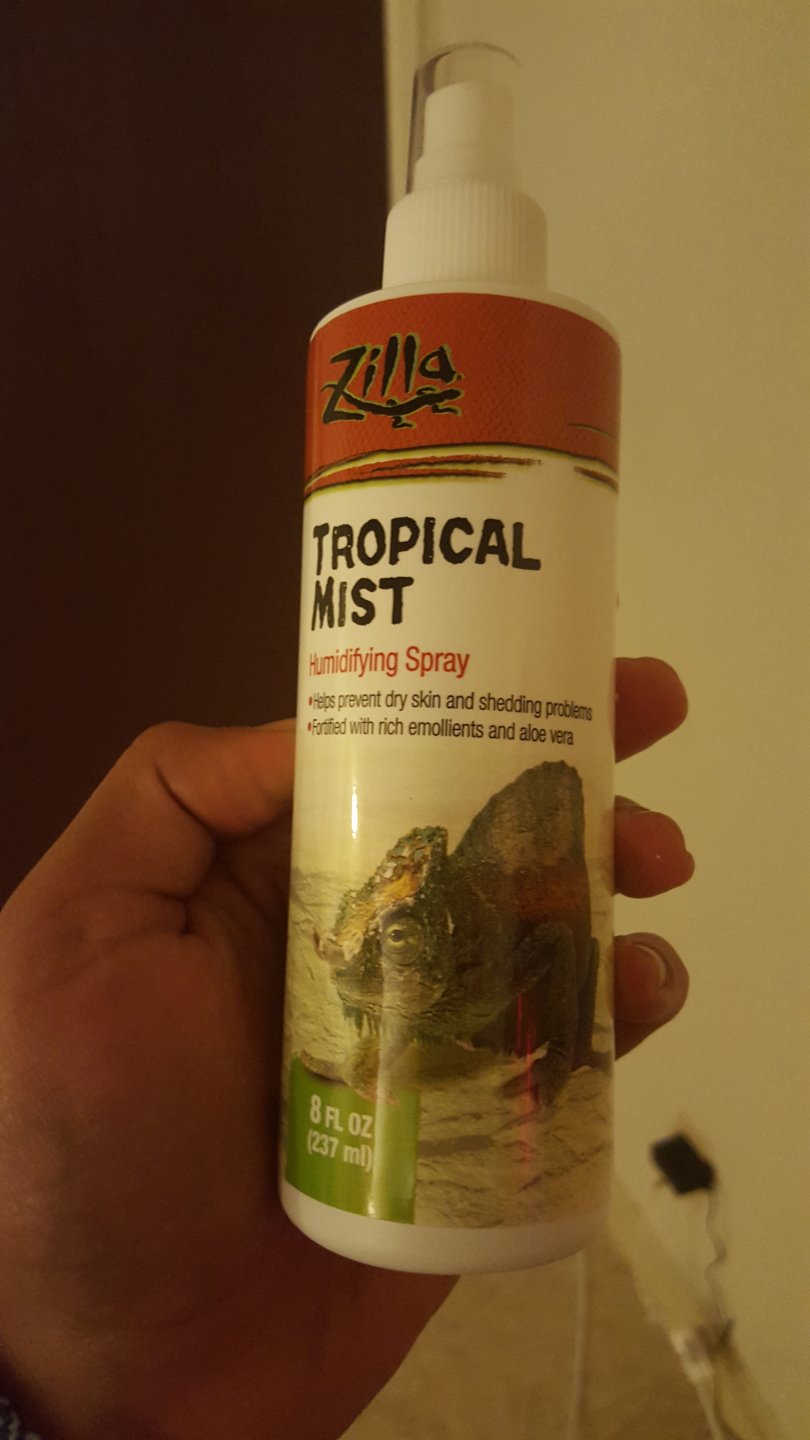 Zilla
TROPICAL
MIST
Humidifying Spray
•Helps prevent dry skin and shedding problems
•Fortified with rich emollients and aloe vera
8 FL OZ
(237 ml)